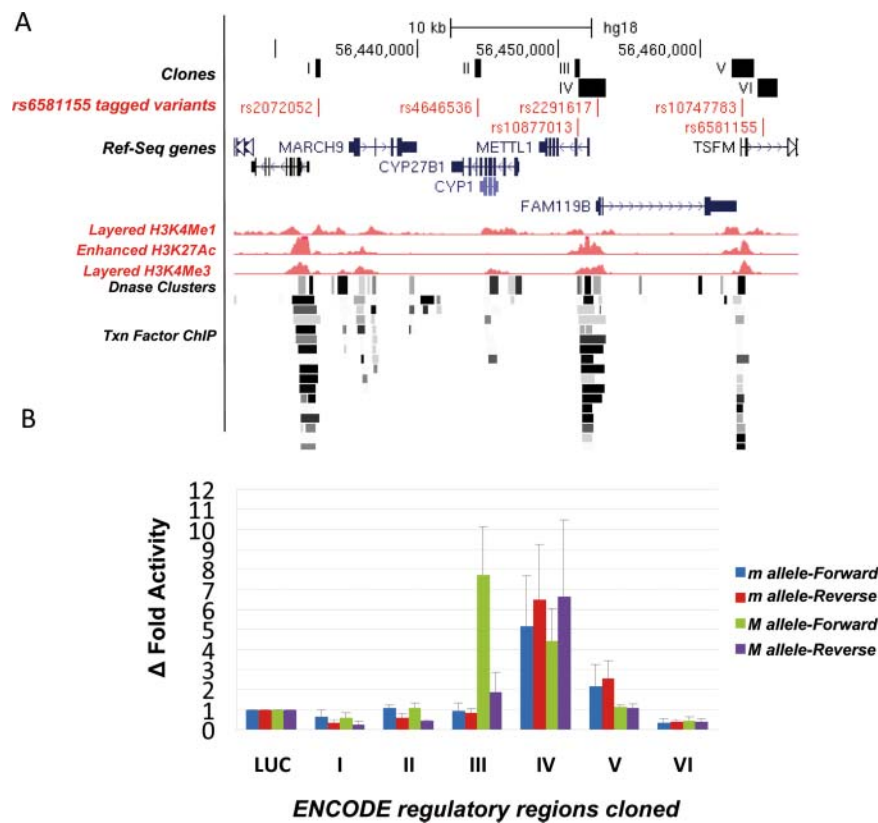 A
10 kb hg18
56,440,000 56,450,000 56,460,000
Clones I II III V
IV VI
rs6581155 tagged variants rs2072052 rs4646536 rs2291617 rs10747783
rs10877013 rs6581155
Ref-Seq genes MARCH9 METTL1 TSFM
CYP27B1
CYP1
FAM119B
Layered H3K4Me1
Enhanced H3K27Ac
Layered H3K4Me3
Dnase Clusters
Txn Factor ChIP
B
12
11
10
9
8
7
6
5
4
3
2
1
0
Δ Fold Activity
m allele-Forward
m allele-Reverse
M allele-Forward
M allele-Reverse
LUC I II III IV V VI
ENCODE regulatory regions cloned